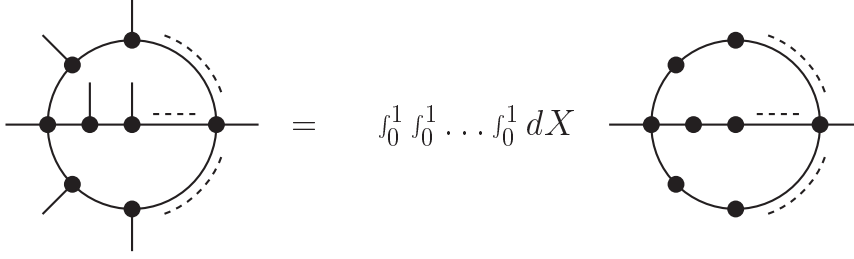 = ∫₀¹ ∫₀¹ … ∫₀¹ dX